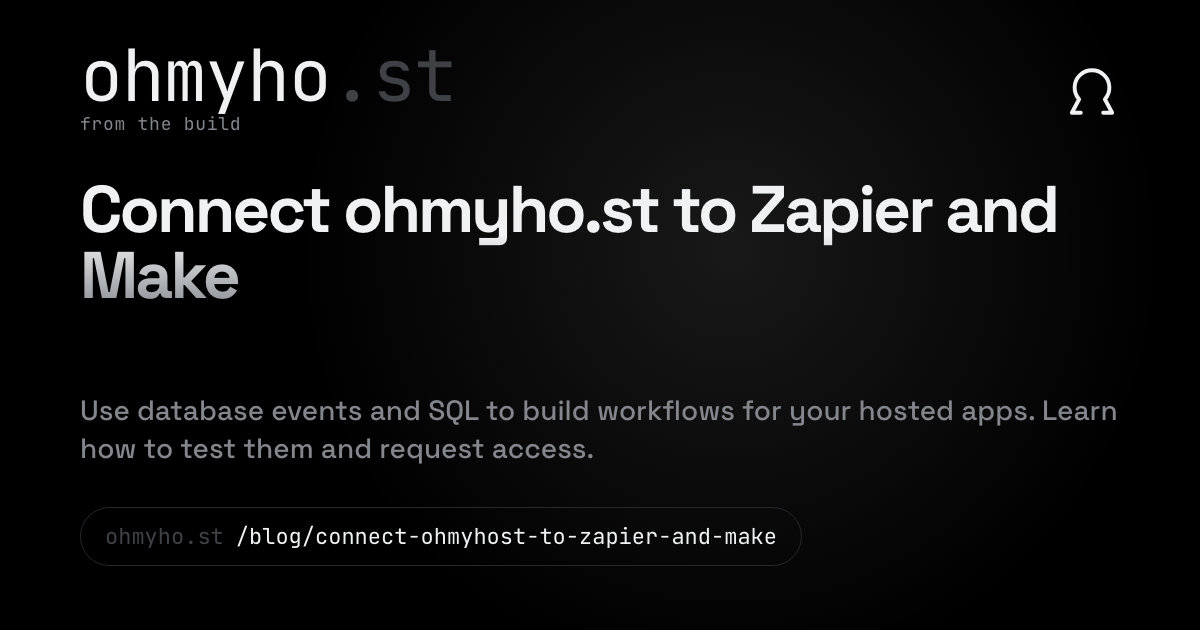 ohmyho.st
from the build
Connect ohmyho.st to Zapier and
Make
Use database events and SQL to build workflows for your hosted apps. Learn
how to test them and request access.
ohmyho.st /blog/connect-ohmyhost-to-zapier-and-make